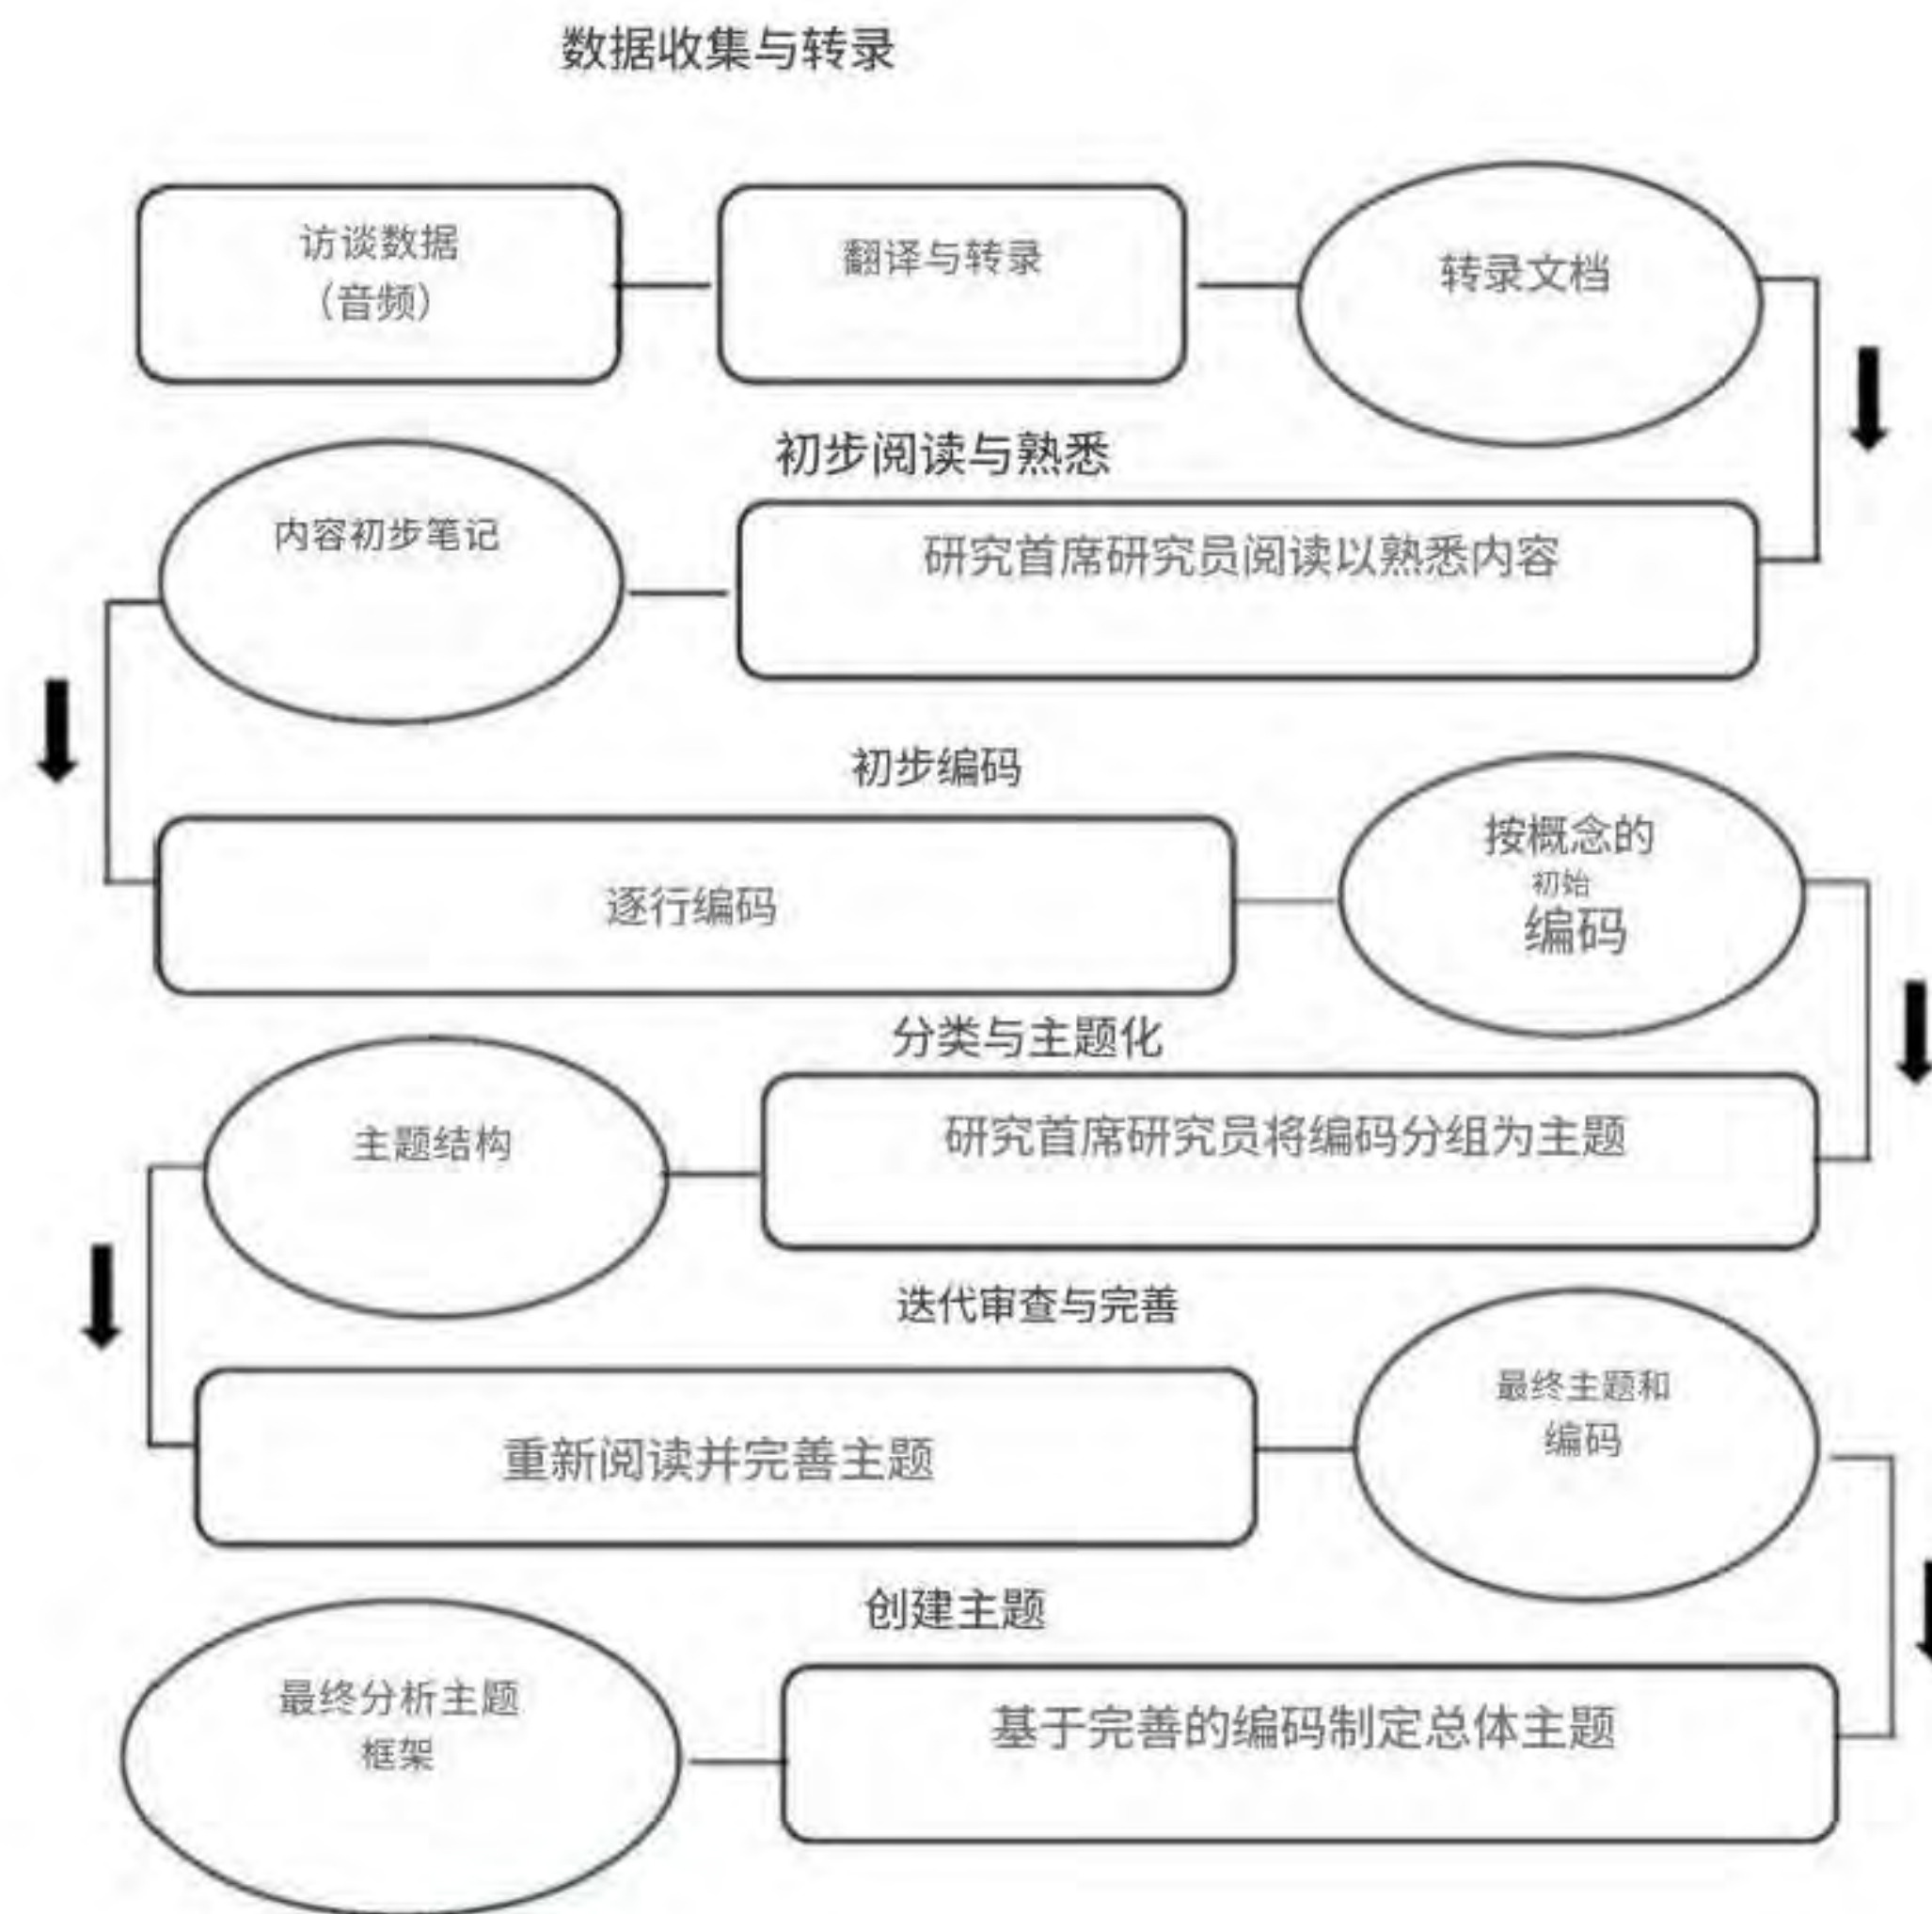 数据收集与转录
访谈数据
（音频）
翻译与转录
转录文档
初步阅读与熟悉
内容初步笔记
研究首席研究员阅读以熟悉内容
初步编码
逐行编码
按概念的
初始
编码
分类与主题化
主题结构
研究首席研究员将编码分组为主题
迭代审查与完善
重新阅读并完善主题
最终主题和
编码
创建主题
最终分析主题
框架
基于完善的编码制定总体主题